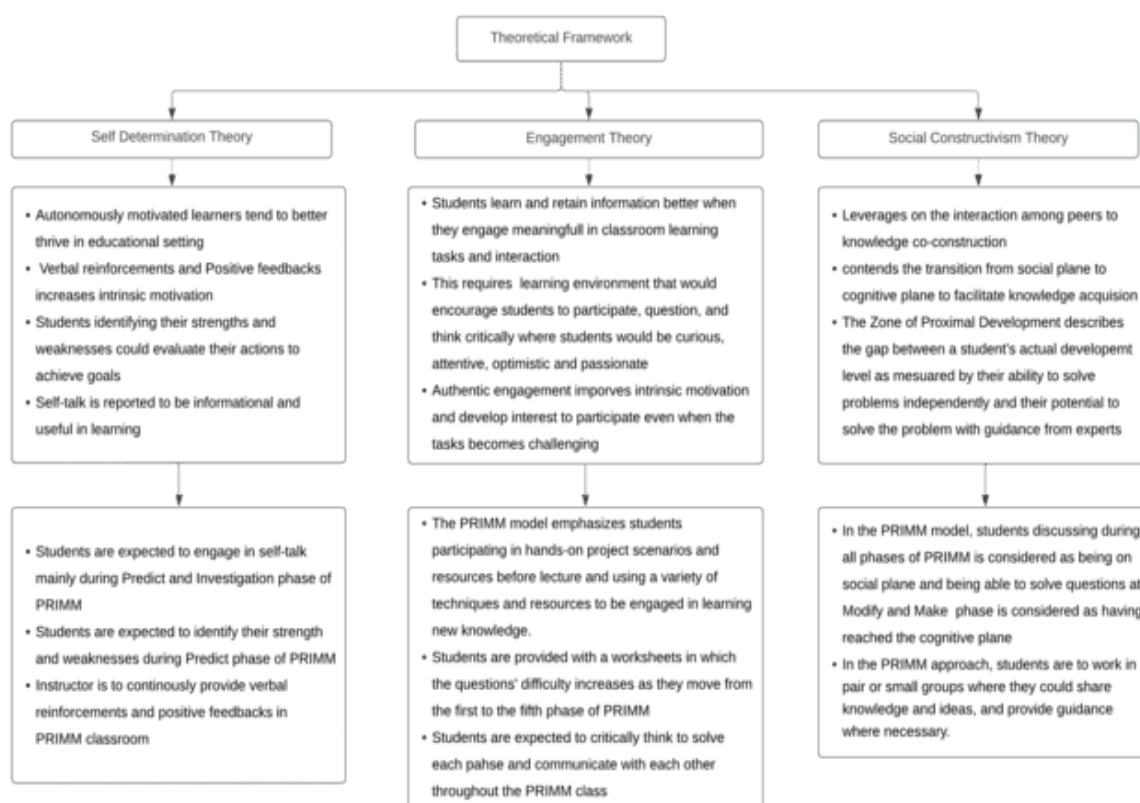 Theoretical Framework
Self Determination Theory
Engagement Theory
Social Constructivism Theory
• Autonomously motivated learners tend to better
thrive in educational setting
• Verbal reinforcements and Positive feedbacks
increases intrinsic motivation
• Students identifying their strengths and
weaknesses could evaluate their actions to
achieve goals
• Self-talk is reported to be informational and
useful in learning
• Students learn and retain information better when
they engage meaningfull in classroom learning
tasks and interaction
• This requires learning environment that would
encourage students to participate, question, and
think critically where students would be curious,
attentive, optimistic and passionate
• Authentic engagement imporves intrinsic motivation
and develop interest to participate even when the
tasks becomes challenging
• Leverages on the interaction among peers to
knowledge co-construction
• contends the transition from social plane to
cognitive plane to facilitate knowledge acquision
• The Zone of Proximal Development describes
the gap between a student's actual developemt
level as mesuared by their ability to solve
problems independently and their potential to
solve the problem with guidance from experts
• Students are expected to engage in self-talk
mainly during Predict and Investigation phase of
PRIMM
• Students are expected to identify their strength
and weaknesses during Predict phase of PRIMM
• Instructor is to continously provide verbal
reinforcements and positive feedbacks in
PRIMM classroom
• The PRIMM model emphasizes students
participating in hands-on project scenarios and
resources before lecture and using a variety of
techniques and resources to be engaged in learning
new knowledge.
• Students are provided with a worksheets in which
the questions' difficulty increases as they move from
the first to the fifth phase of PRIMM
• Students are expected to critically think to solve
each pahse and communicate with each other
throughout the PRIMM class
• In the PRIMM model, students discussing during
all phases of PRIMM is considered as being on
social plane and being able to solve questions at
Modify and Make phase is considered as having
reached the cognitive plane
• In the PRIMM approach, students are to work in
pair or small groups where they could share
knowledge and ideas, and provide guidance
where necessary.